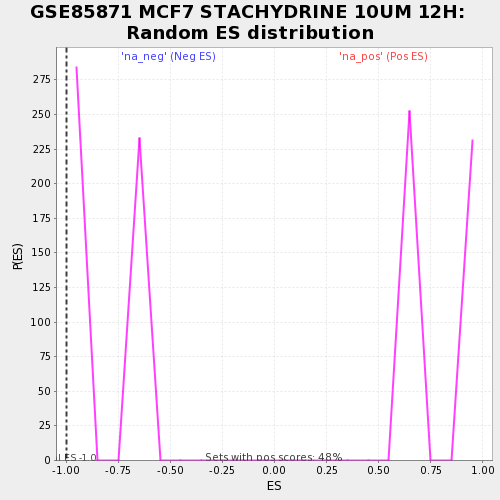 GSE85871 MCF7 STACHYDRINE 10UM 12H:
Random ES distribution
'na_neg' (Neg ES) 'na_pos' (Pos ES)
275
250
225
200
175
150
125
100
75
50
25
0
P(ES)
ES -1.0
Sets with pos scores: 48%
-1.00 -0.75 -0.50 -0.25 0.00 0.25 0.50 0.75 1.00
ES